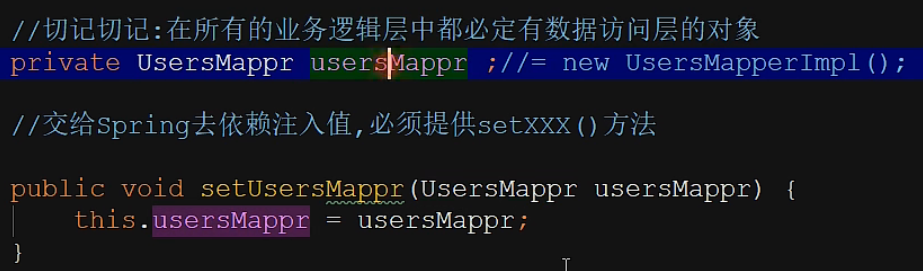 //切记切记:在所有的业务逻辑层中都必定有数据访问层的对象
private UsersMappr usersMappr ;//= new UsersMapperImpl();
//交给Spring去依赖注入值,必须提供setXXX()方法
public void setUsersMappr(UsersMappr usersMappr) {
this.usersMappr = usersMappr;
}